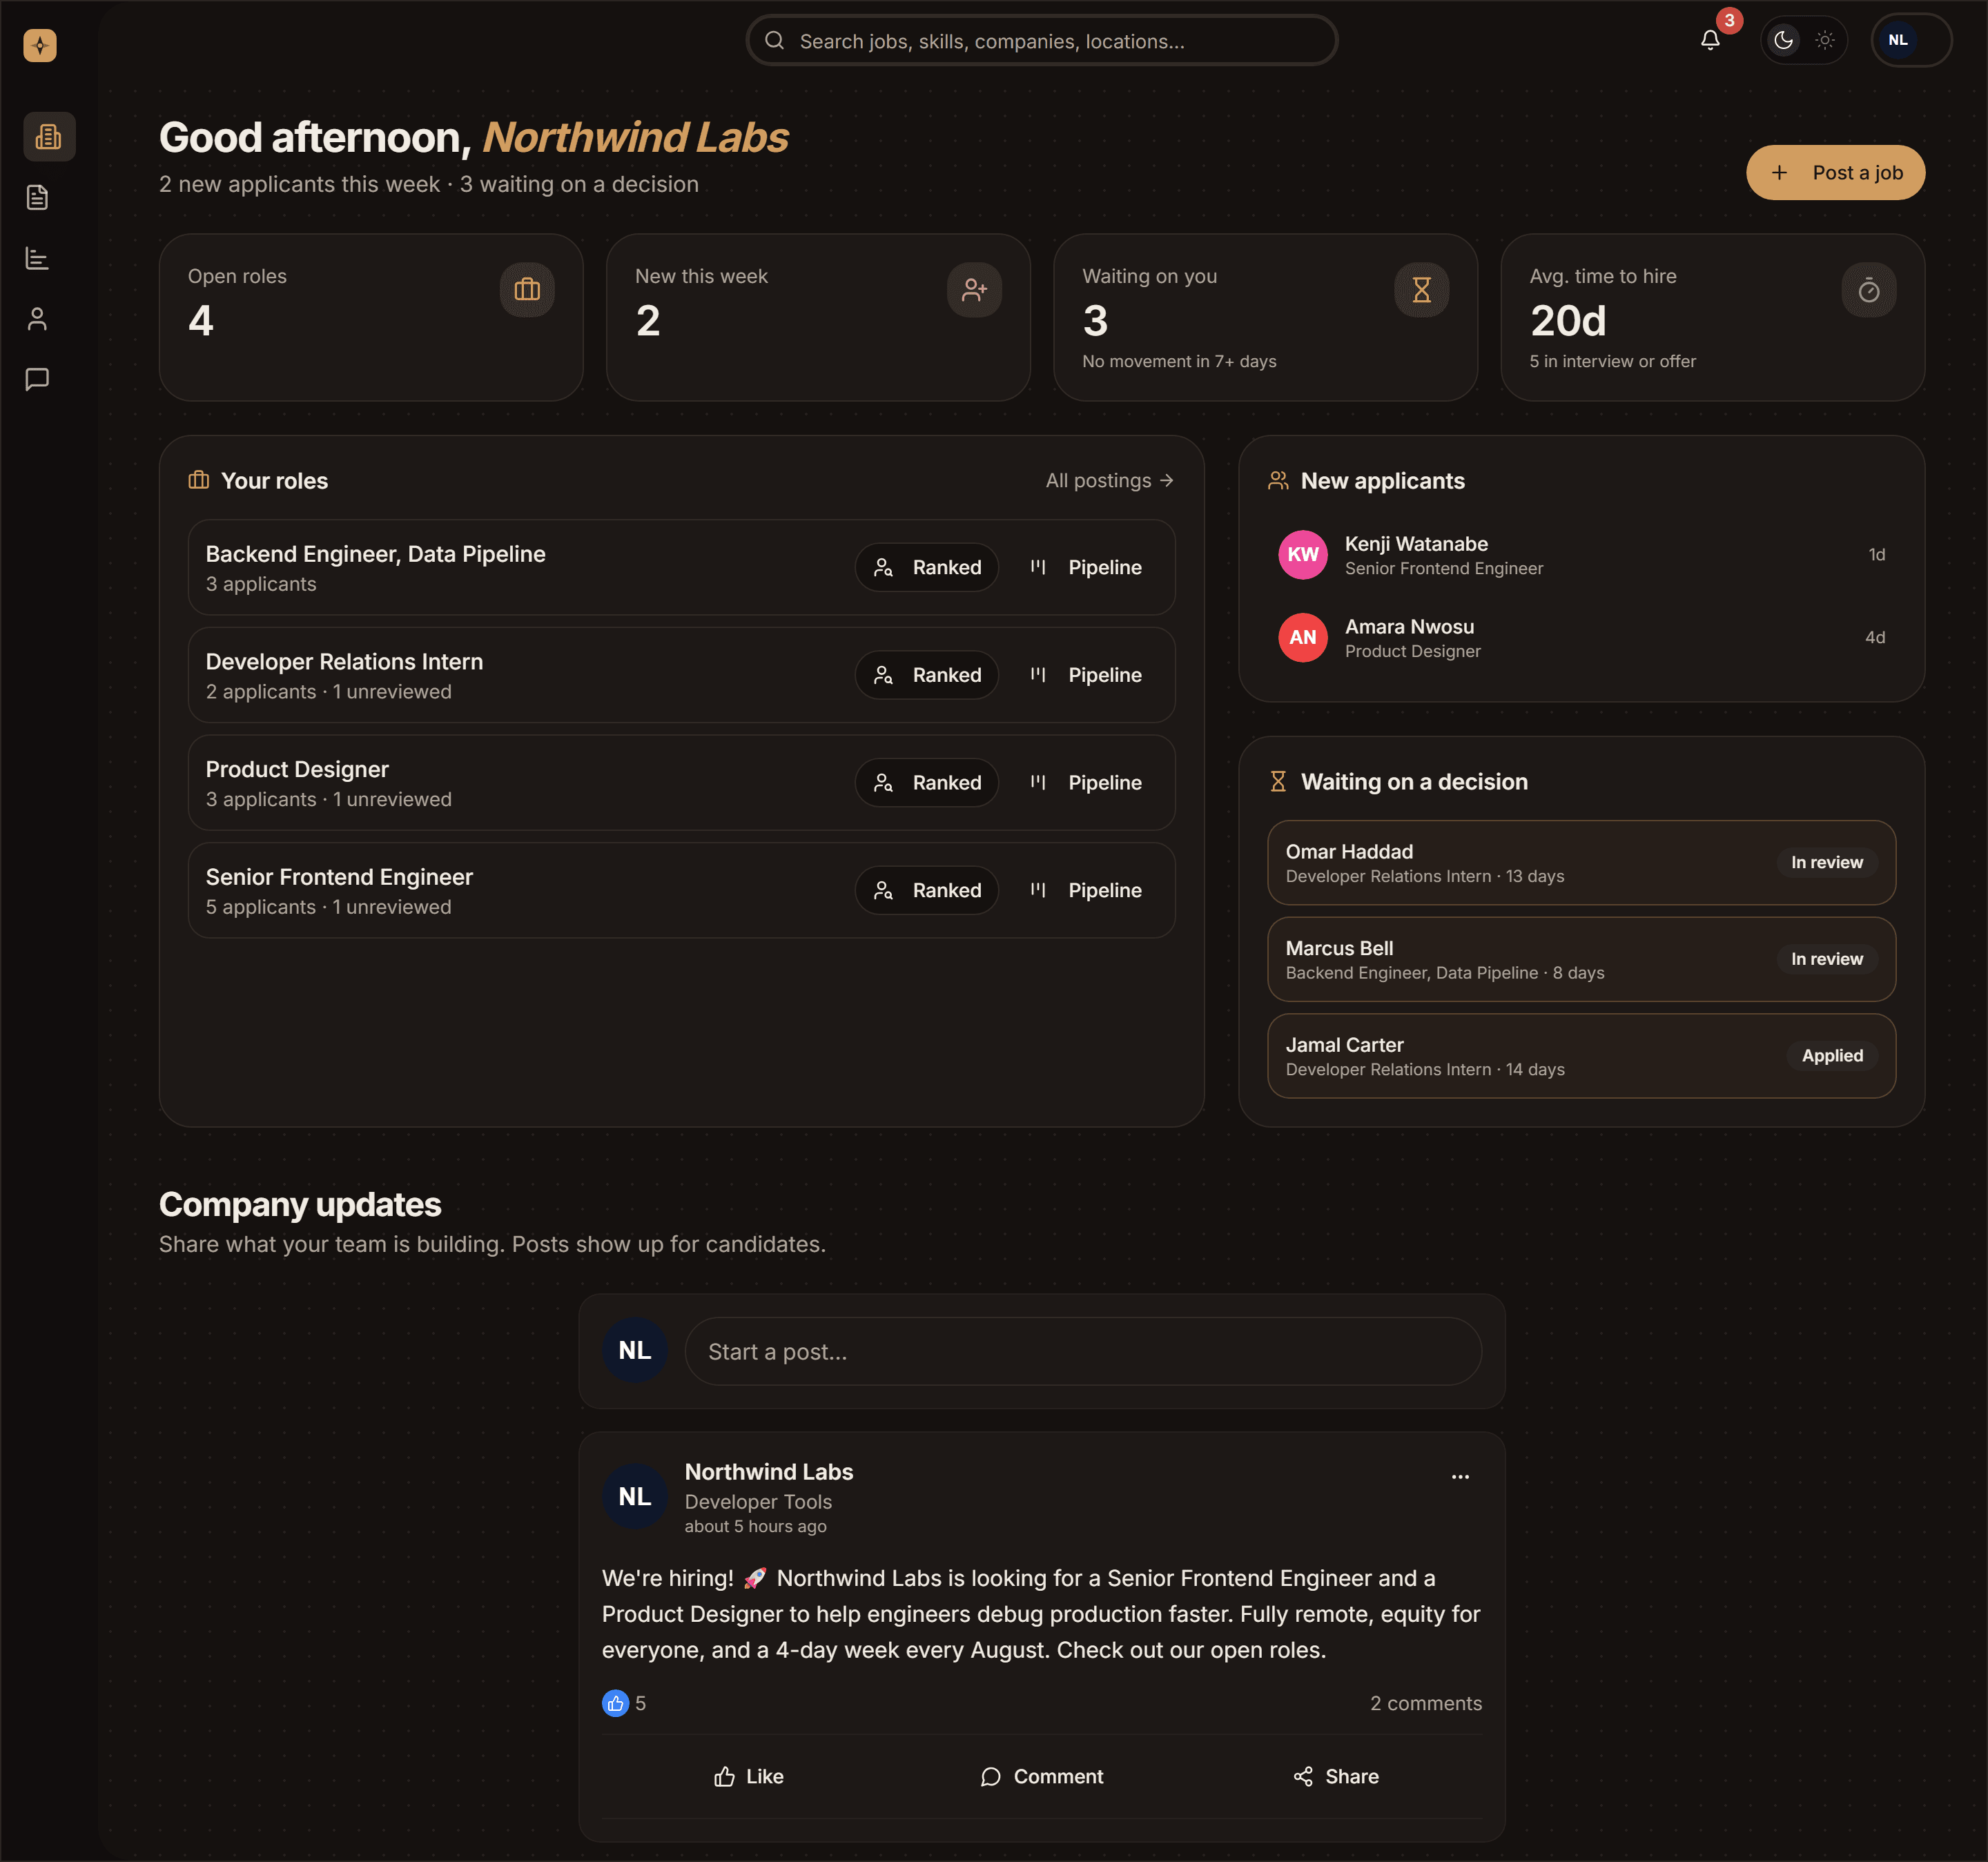 Search jobs, skills, companies, locations...
3
NL
Good afternoon, Northwind Labs
2 new applicants this week · 3 waiting on a decision
Post a job
Open roles
4
New this week
2
Waiting on you
3
No movement in 7+ days
Avg. time to hire
20d
5 in interview or offer
Your roles
All postings →
Backend Engineer, Data Pipeline
3 applicants
Ranked
Pipeline
Developer Relations Intern
2 applicants · 1 unreviewed
Ranked
Pipeline
Product Designer
3 applicants · 1 unreviewed
Ranked
Pipeline
Senior Frontend Engineer
5 applicants · 1 unreviewed
Ranked
Pipeline
New applicants
KW
Kenji Watanabe
Senior Frontend Engineer
1d
AN
Amara Nwosu
Product Designer
4d
Waiting on a decision
Omar Haddad
Developer Relations Intern · 13 days
In review
Marcus Bell
Backend Engineer, Data Pipeline · 8 days
In review
Jamal Carter
Developer Relations Intern · 14 days
Applied
Company updates
Share what your team is building. Posts show up for candidates.
NL
Start a post...
NL
Northwind Labs
Developer Tools
about 5 hours ago
We're hiring! 🚀 Northwind Labs is looking for a Senior Frontend Engineer and a
Product Designer to help engineers debug production faster. Fully remote, equity for
everyone, and a 4-day week every August. Check out our open roles.
5
2 comments
Like
Comment
Share